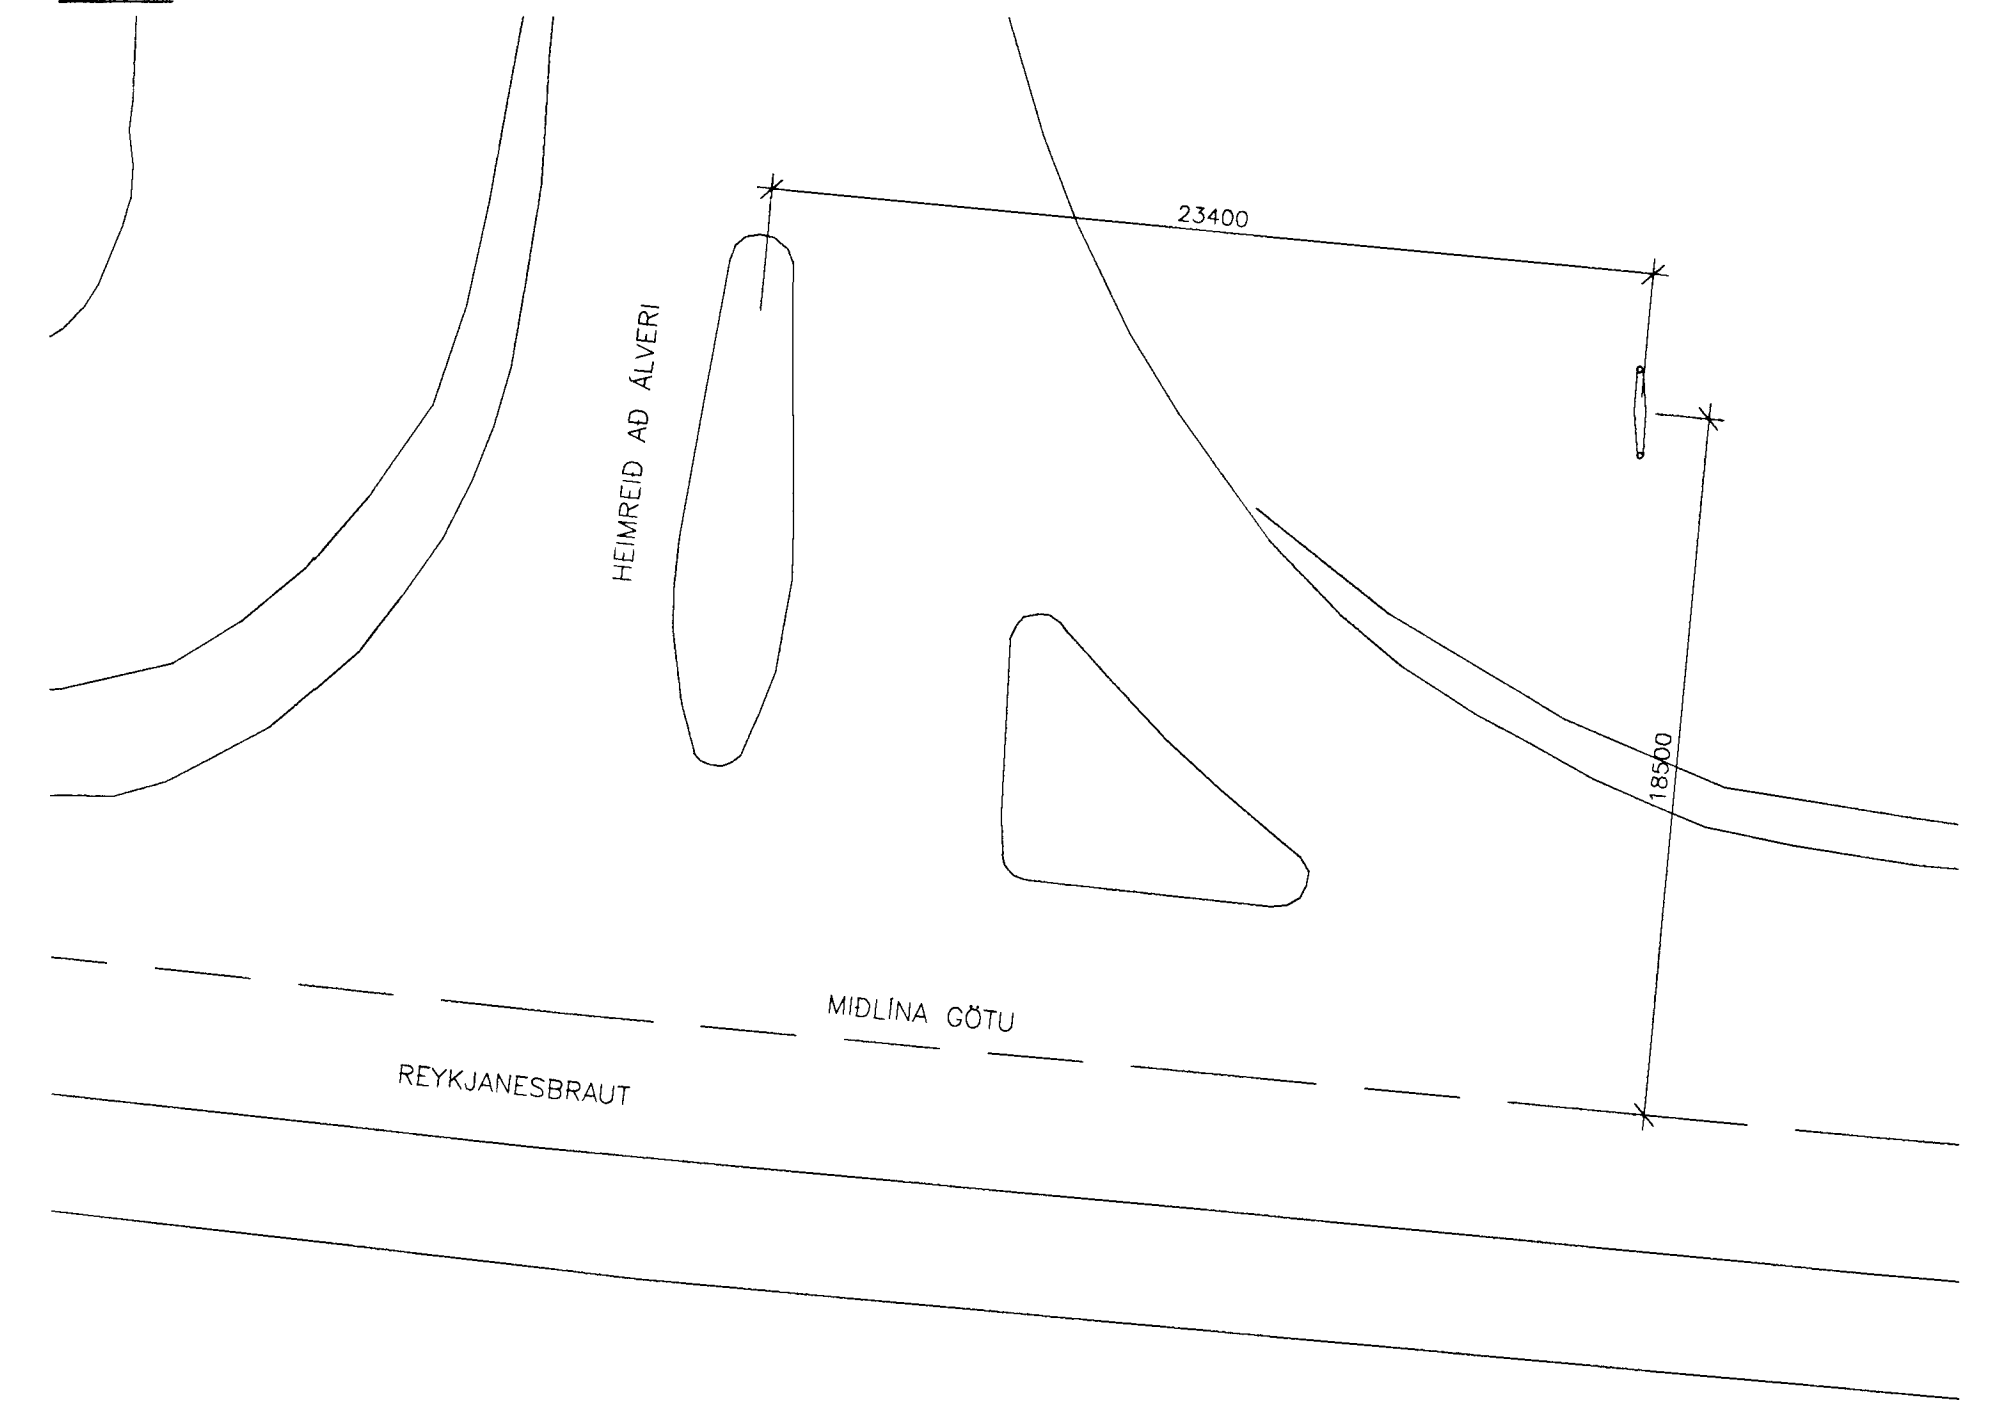 23400
HEIMREIÐ AÐ ÁLVERI
18500
MIÐLÍNA GÖTU
REYKJANESBRAUT